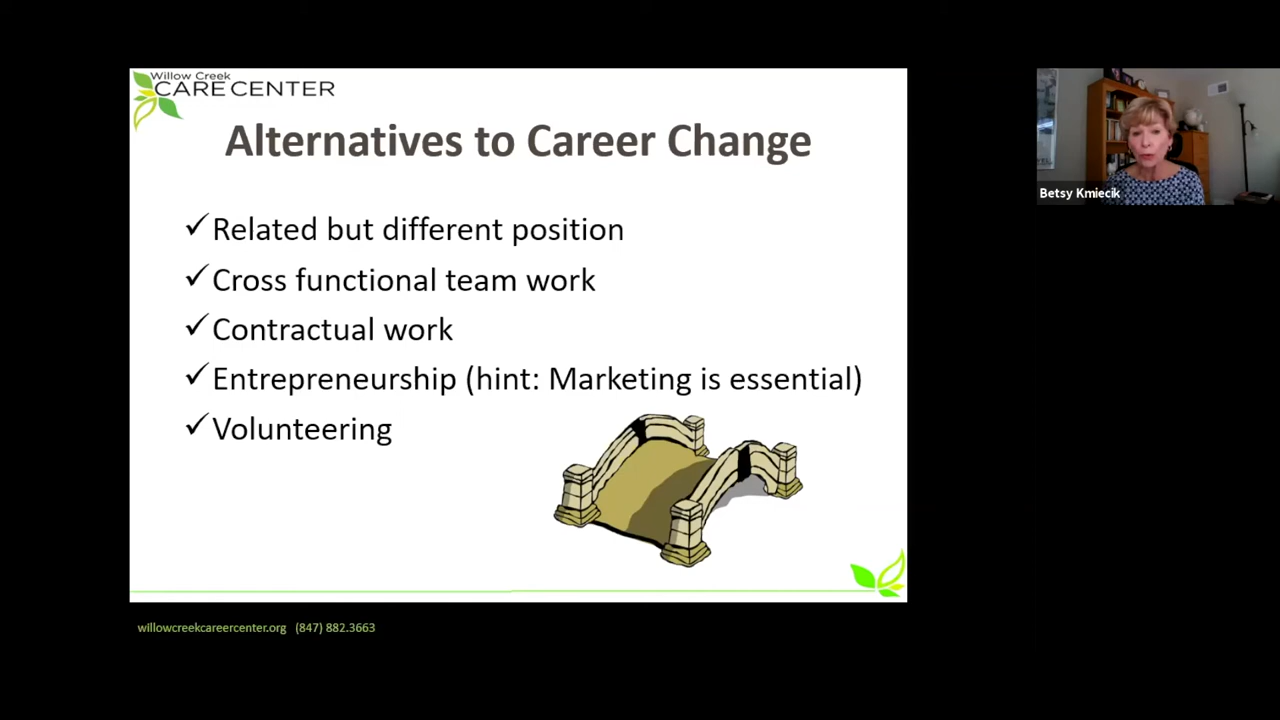 Willow Creek
CARE CENTER
Alternatives to Career Change
✓Related but different position
✓Cross functional team work
✓Contractual work
✓Entrepreneurship (hint: Marketing is essential)
✓Volunteering
Betsy Kmiecik
willowcreekcareercenter.org (847) 882.3663